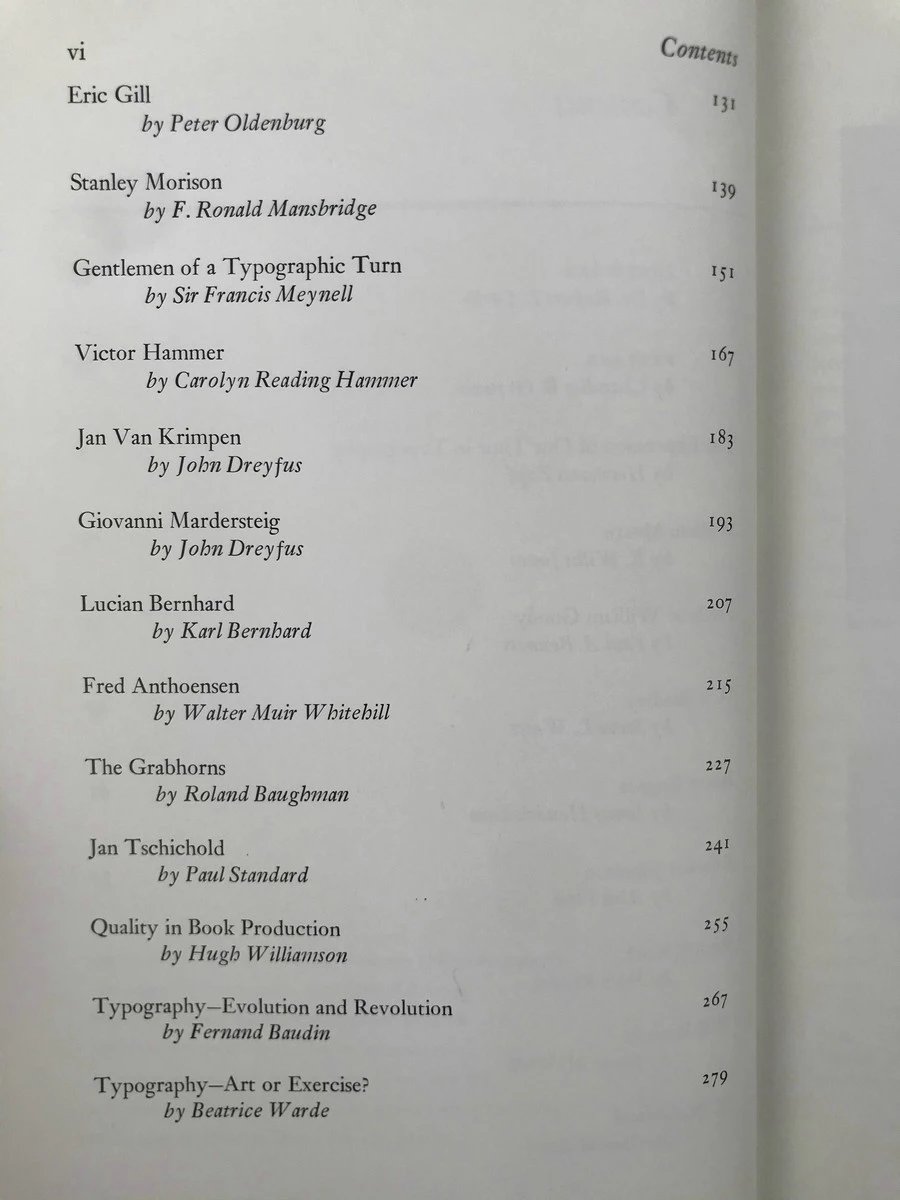 vi
Contents
Eric Gill 131
by Peter Oldenburg
Stanley Morison 139
by F. Ronald Mansbridge
Gentlemen of a Typographic Turn 151
by Sir Francis Meynell
Victor Hammer 167
by Carolyn Reading Hammer
Jan Van Krimpen 183
by John Dreyfus
Giovanni Mardersteig 193
by John Dreyfus
Lucian Bernhard 207
by Karl Bernhard
Fred Anthoensen 215
by Walter Muir Whitehill
The Grabhorns 227
by Roland Baughman
Jan Tschichold 241
by Paul Standard
Quality in Book Production 255
by Hugh Williamson
Typography—Evolution and Revolution 267
by Fernand Baudin
Typography—Art or Exercise? 279
by Beatrice Warde